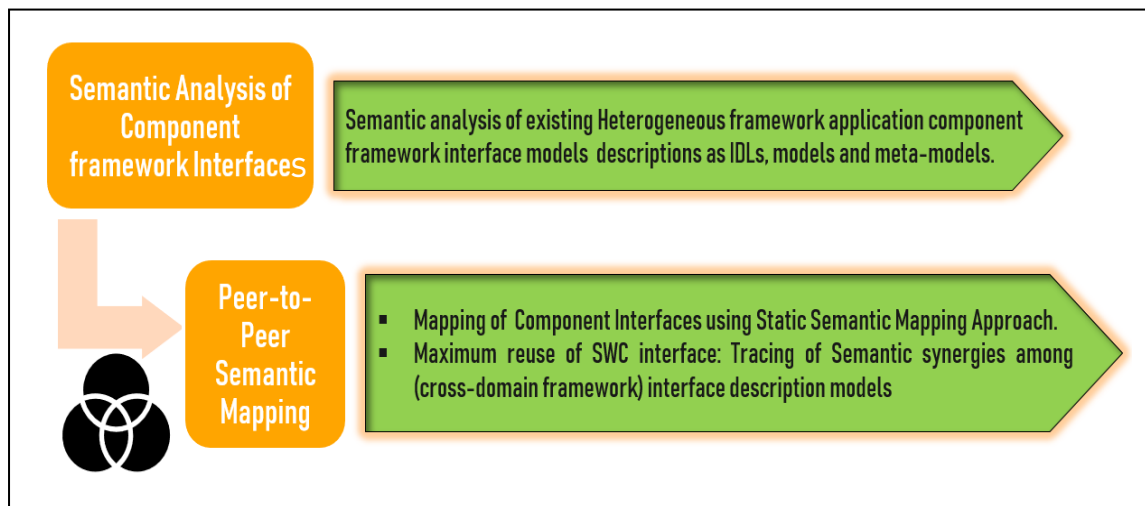 Semantic Analysis of
Component
framework Interfaces
Semantic analysis of existing Heterogeneous framework application component
framework interface models descriptions as IDLs, models and meta-models.
Peer-to-
Peer
Semantic
Mapping
▪ Mapping of Component Interfaces using Static Semantic Mapping Approach.
▪ Maximum reuse of SWC interface: Tracing of Semantic synergies among
(cross-domain framework) interface description models